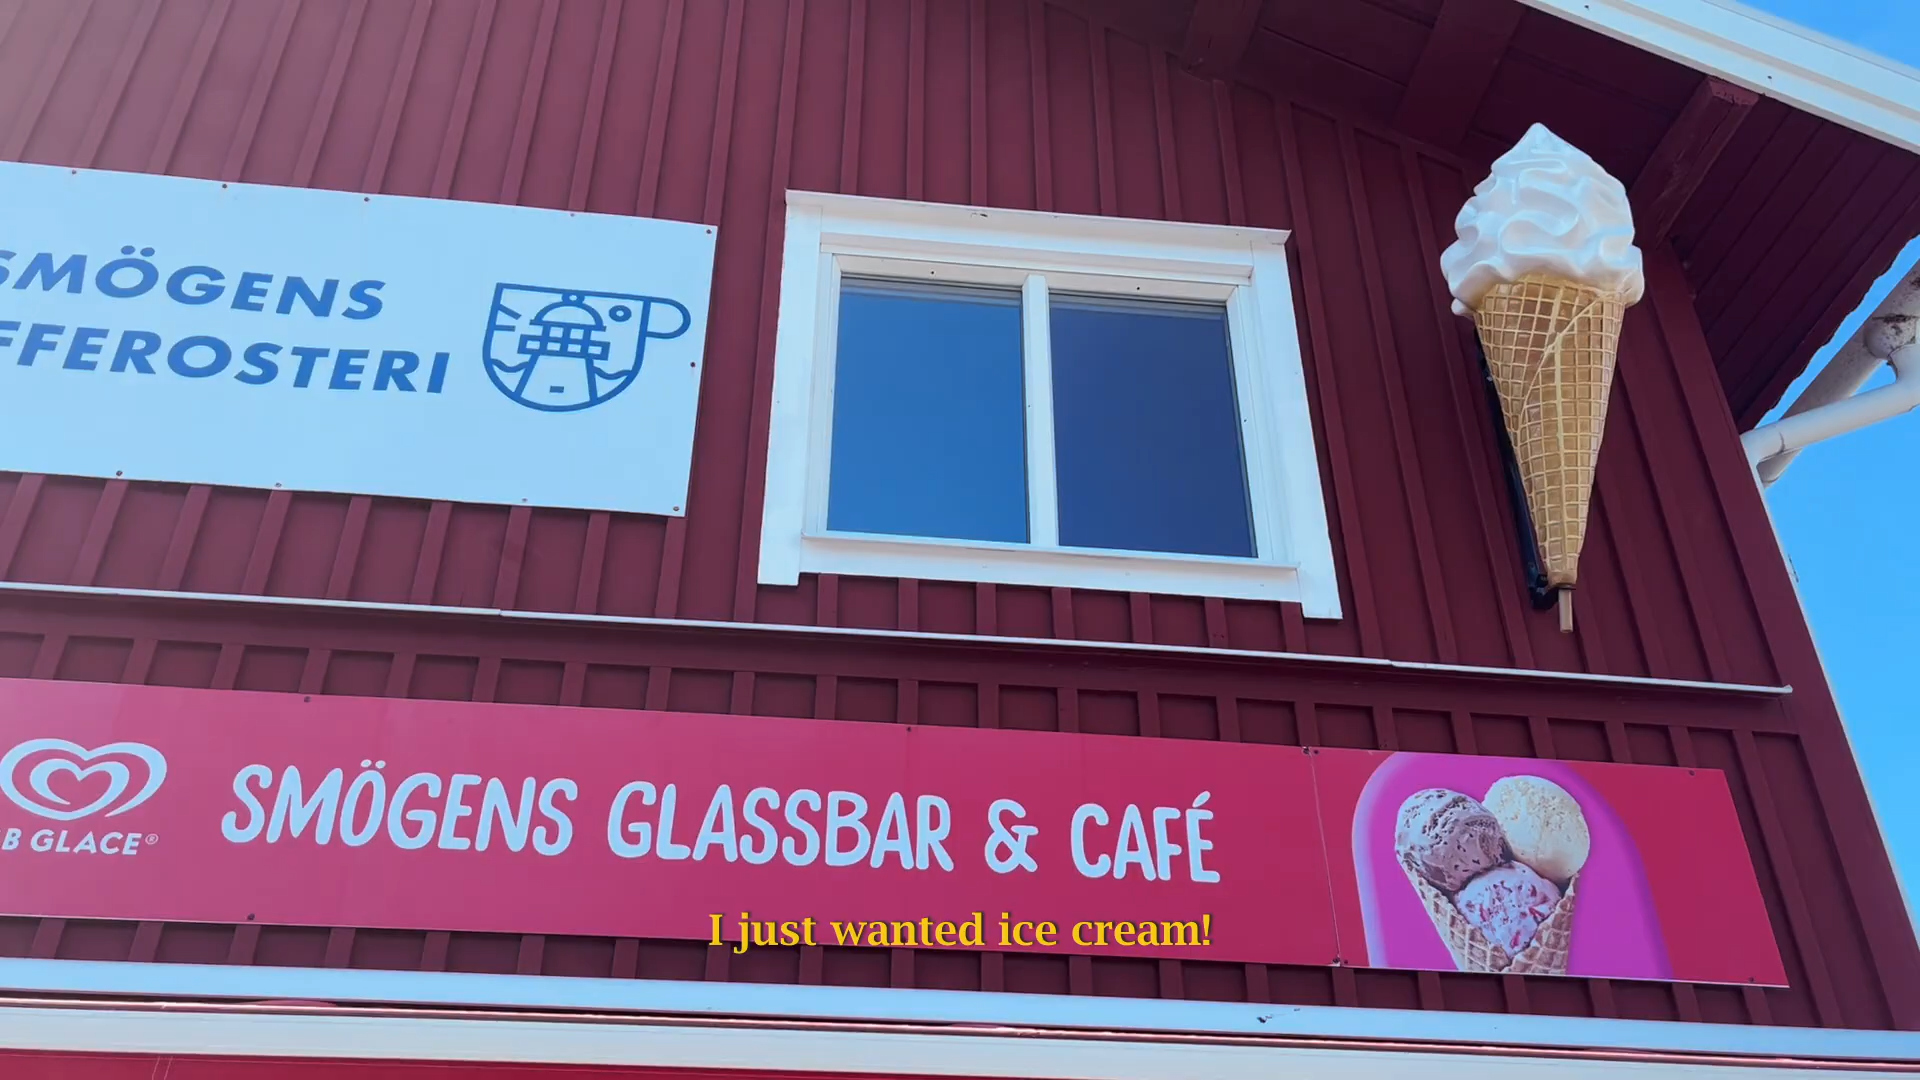 SMÖGENS
FFEROSTERI
B GLACE®
SMÖGENS GLASSBAR & CAFÉ
I just wanted ice cream!